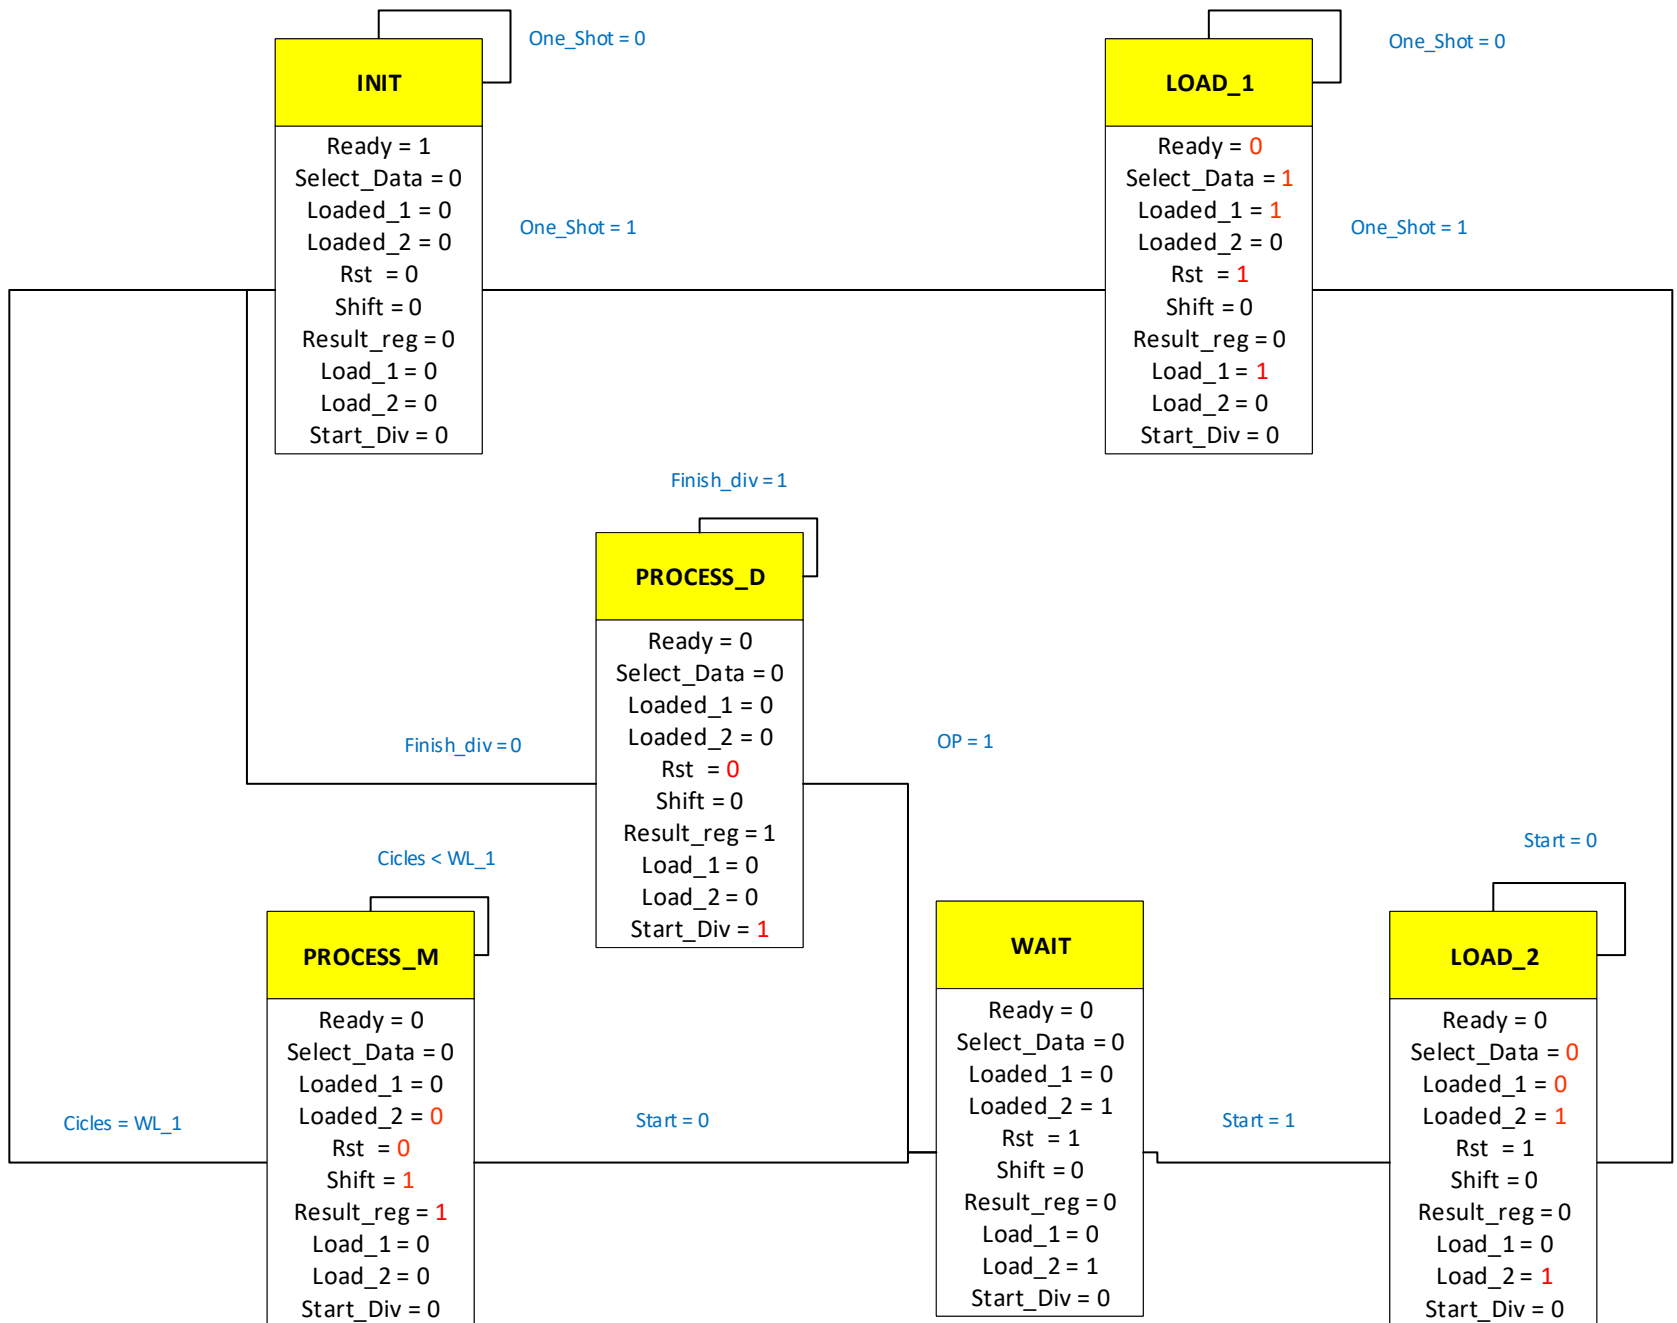 One_Shot = 0
INIT
Ready = 1
Select_Data = 0
Loaded_1 = 0
Loaded_2 = 0
Rst = 0
Shift = 0
Result_reg = 0
Load_1 = 0
Load_2 = 0
Start_Div = 0
One_Shot = 1
One_Shot = 0
LOAD_1
Ready = 0
Select_Data = 1
Loaded_1 = 1
Loaded_2 = 0
Rst = 1
Shift = 0
Result_reg = 0
Load_1 = 1
Load_2 = 0
Start_Div = 0
One_Shot = 1
Finish_div = 1
PROCESS_D
Ready = 0
Select_Data = 0
Loaded_1 = 0
Loaded_2 = 0
Rst = 0
Shift = 0
Result_reg = 1
Load_1 = 0
Load_2 = 0
Start_Div = 1
Finish_div = 0
OP = 1
Cicles < WL_1
PROCESS_M
Ready = 0
Select_Data = 0
Loaded_1 = 0
Loaded_2 = 0
Rst = 0
Shift = 1
Result_reg = 1
Load_1 = 0
Load_2 = 0
Start_Div = 0
Cicles = WL_1
Start = 0
WAIT
Ready = 0
Select_Data = 0
Loaded_1 = 0
Loaded_2 = 1
Rst = 1
Shift = 0
Result_reg = 0
Load_1 = 0
Load_2 = 1
Start_Div = 0
Start = 1
Start = 0
LOAD_2
Ready = 0
Select_Data = 0
Loaded_1 = 0
Loaded_2 = 1
Rst = 1
Shift = 0
Result_reg = 0
Load_1 = 0
Load_2 = 1
Start_Div = 0